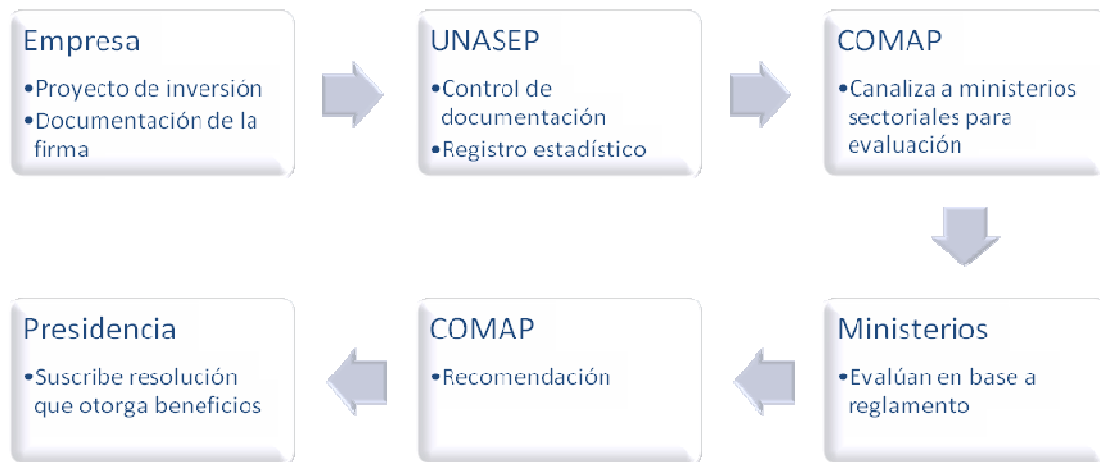 Empresa
•Proyecto de inversión
•Documentación de la
firma
UNASEP
•Control de
documentación
•Registro estadístico
COMAP
•Canaliza a ministerios
sectoriales para
evaluación
Ministerios
•Evalúan en base a
reglamento
COMAP
•Recomendación
Presidencia
•Suscribe resolución
que otorga beneficios